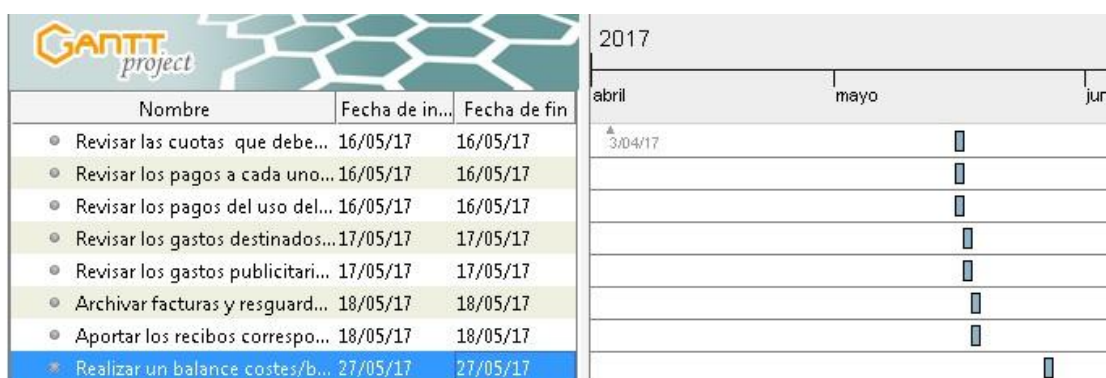 GANTT
project
2017
abril mayo jun
Nombre Fecha de in... Fecha de fin
3/04/17
Revisar las cuotas que debe... 16/05/17 16/05/17
Revisar los pagos a cada uno... 16/05/17 16/05/17
Revisar los pagos del uso del... 16/05/17 16/05/17
Revisar los gastos destinados... 17/05/17 17/05/17
Revisar los gastos publicitari... 17/05/17 17/05/17
Archivar facturas y resguard... 18/05/17 18/05/17
Aportar los recibos correspo... 18/05/17 18/05/17
Realizar un balance costes/b... 27/05/17 27/05/17